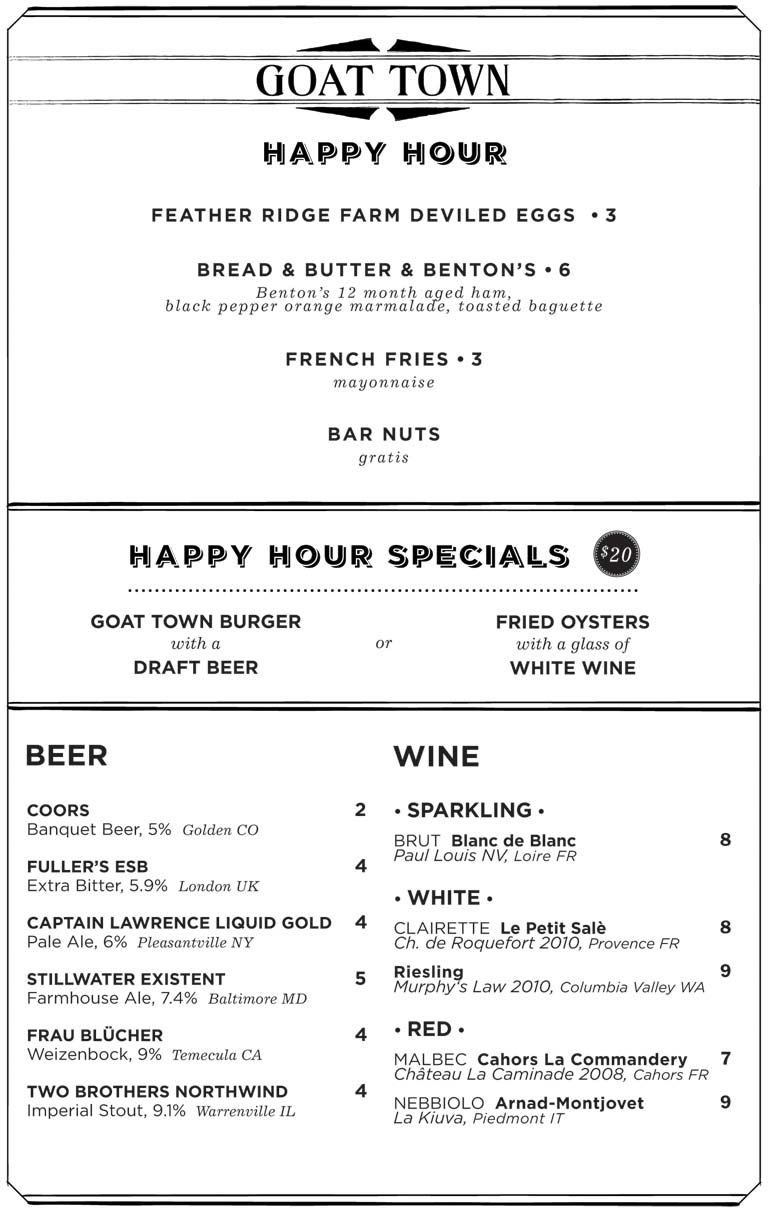 GOAT TOWN
HAPPY HOUR
FEATHER RIDGE FARM DEVILED EGGS • 3
BREAD & BUTTER & BENTON'S • 6
Benton's 12 month aged ham,
black pepper orange marmalade, toasted baguette
FRENCH FRIES • 3
mayonnaise
BAR NUTS
gratis
HAPPY HOUR SPECIALS $20
GOAT TOWN BURGER
with a
DRAFT BEER
or
FRIED OYSTERS
with a glass of
WHITE WINE
BEER
COORS 2
Banquet Beer, 5% Golden CO
FULLER'S ESB 4
Extra Bitter, 5.9% London UK
CAPTAIN LAWRENCE LIQUID GOLD 4
Pale Ale, 6% Pleasantville NY
STILLWATER EXISTENT 5
Farmhouse Ale, 7.4% Baltimore MD
FRAU BLÜCHER 4
Weizenbock, 9% Temecula CA
TWO BROTHERS NORTHWIND 4
Imperial Stout, 9.1% Warrenville IL
WINE
• SPARKLING •
BRUT Blanc de Blanc 8
Paul Louis NV, Loire FR
• WHITE •
CLAIRETTE Le Petit Salè 8
Ch. de Roquefort 2010, Provence FR
Riesling 9
Murphy's Law 2010, Columbia Valley WA
• RED •
MALBEC Cahors La Commandery 7
Château La Caminade 2008, Cahors FR
NEBBIOLO Arnad-Montjovet 9
La Kiuva, Piedmont IT